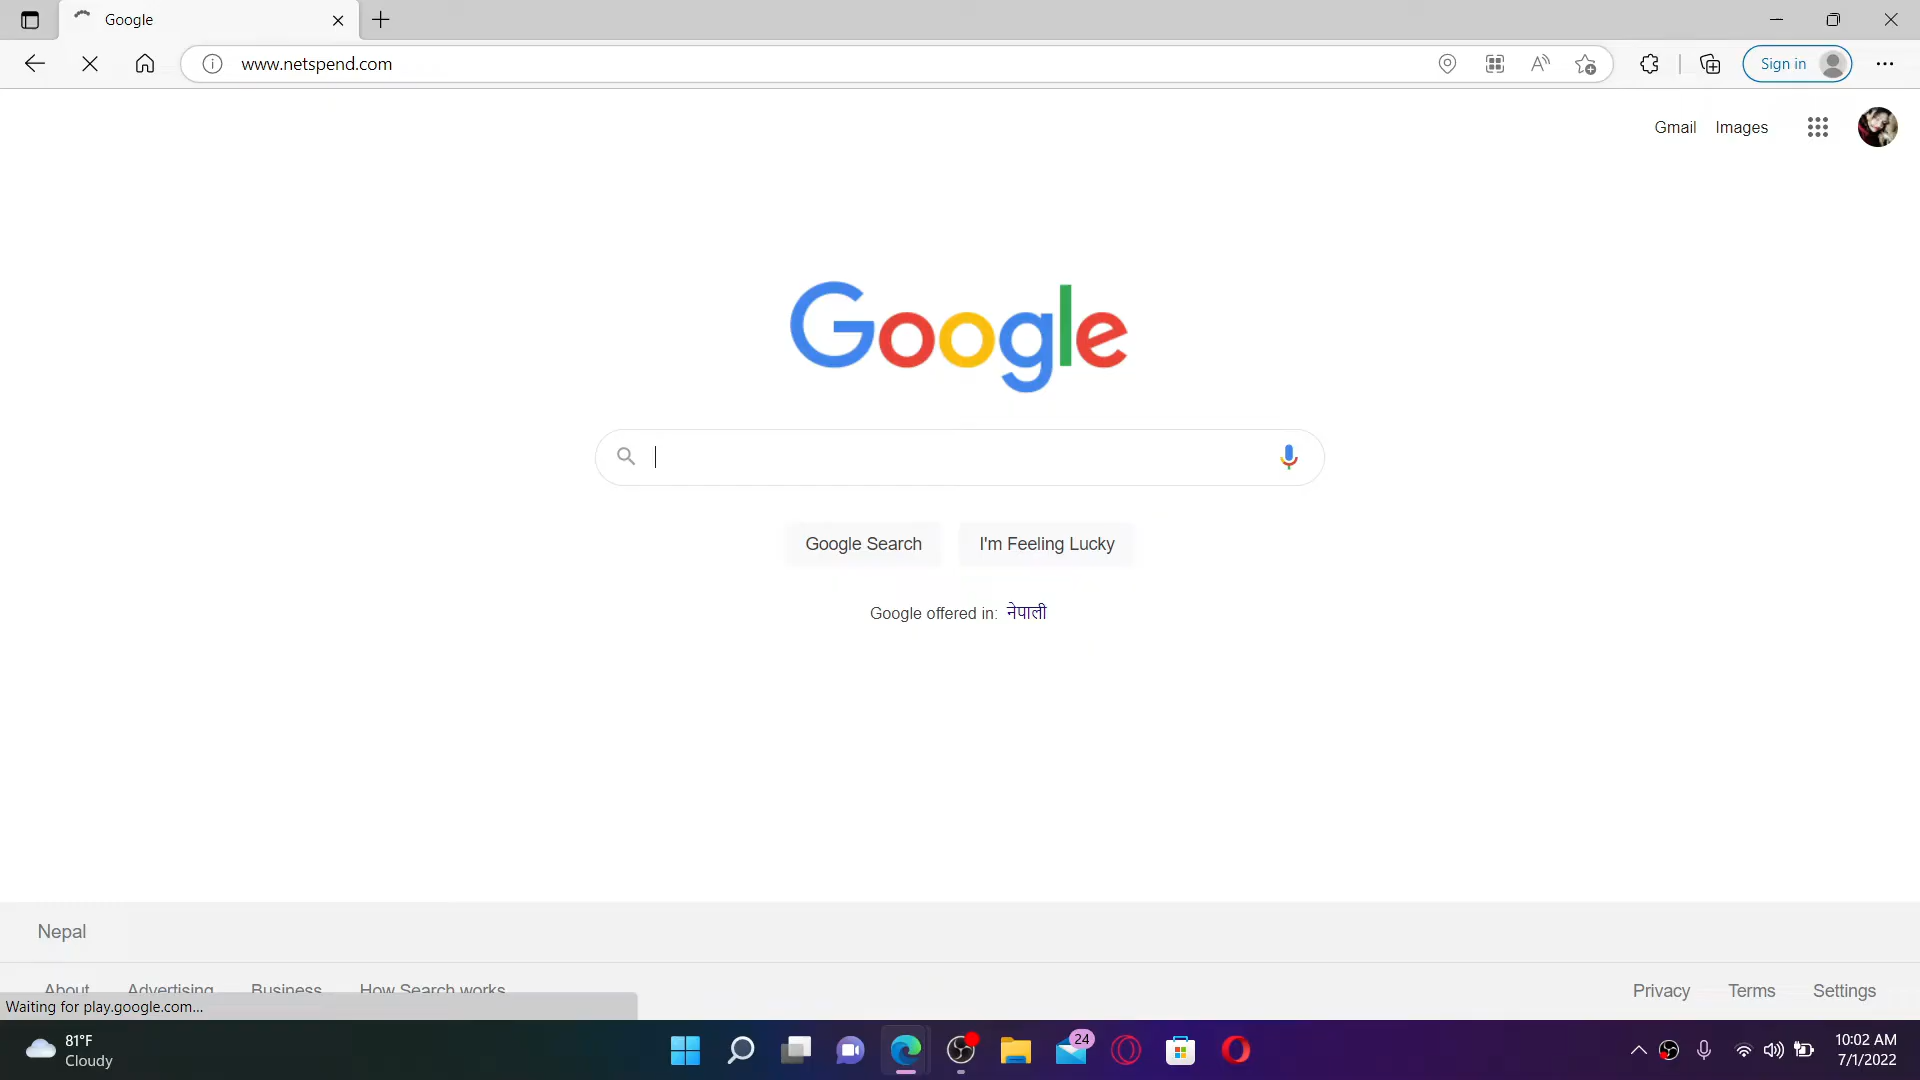 Google
www.netspend.com
Sign in
Gmail Images
Google
Google Search I'm Feeling Lucky
Google offered in: नेपाली
Nepal
About Advertising Business How Search works
Privacy Terms Settings
Waiting for play.google.com...
81°F
Cloudy
24
10:02 AM
7/1/2022